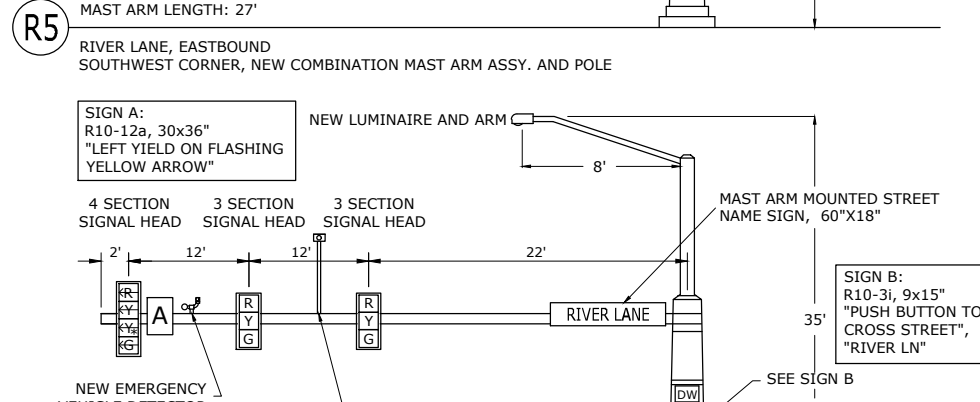 MAST ARM LENGTH: 27'
R5
RIVER LANE, EASTBOUND
SOUTHWEST CORNER, NEW COMBINATION MAST ARM ASSY. AND POLE
SIGN A:
R10-12a, 30x36"
"LEFT YIELD ON FLASHING
YELLOW ARROW"
NEW LUMINAIRE AND ARM
8'
4 SECTION
SIGNAL HEAD
3 SECTION
SIGNAL HEAD
3 SECTION
SIGNAL HEAD
MAST ARM MOUNTED STREET
NAME SIGN, 60"X18"
2'
12'
12'
22'
R
Y
Y
G
A
R
Y
G
R
Y
G
RIVER LANE
35'
SIGN B:
R10-3i, 9x15"
"PUSH BUTTON TO
CROSS STREET",
"RIVER LN"
SEE SIGN B
DW
NEW EMERGENCY
VEHICLE DETECTOR